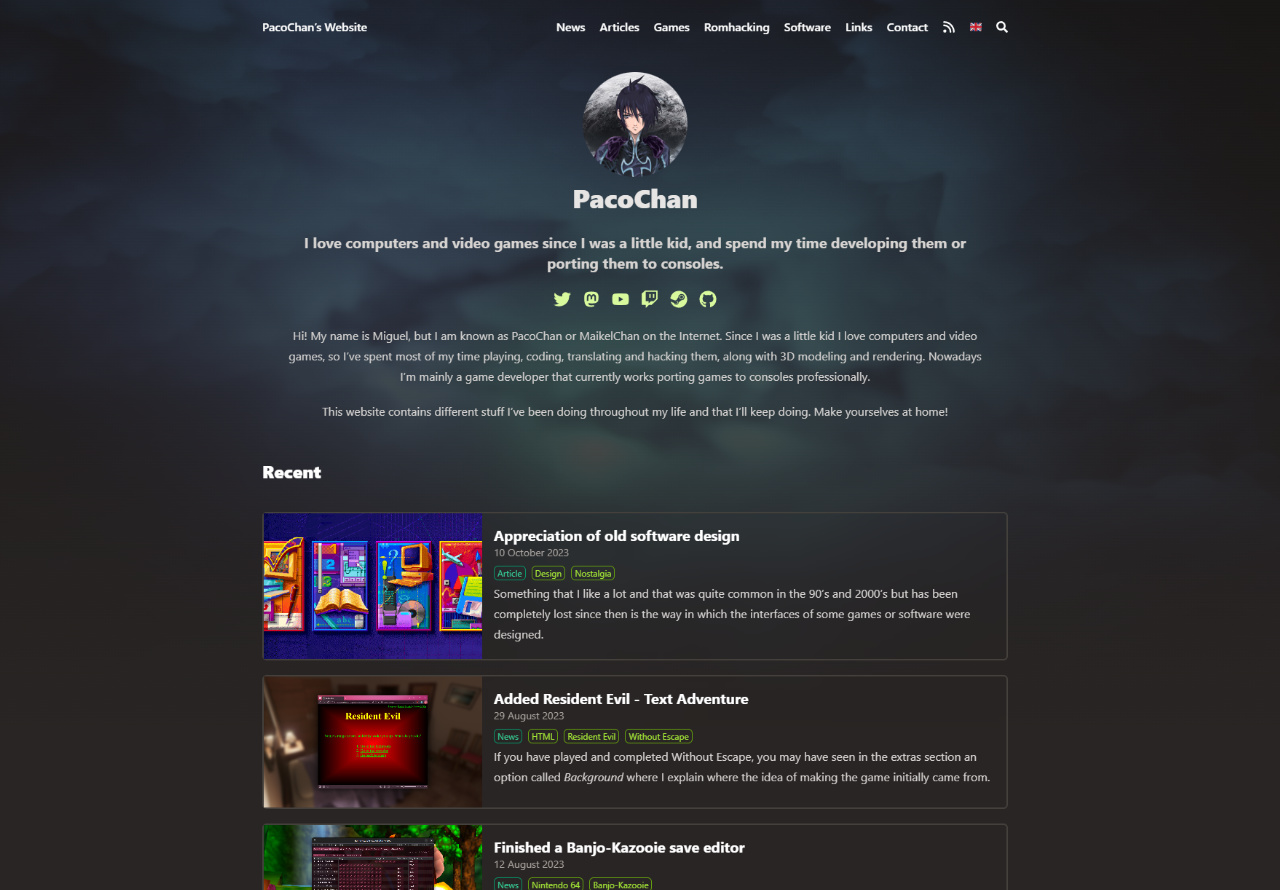 PacoChan's Website
News Articles Games Romhacking Software Links Contact
PacoChan
I love computers and video games since I was a little kid, and spend my time developing them or
porting them to consoles.
Hi! My name is Miguel, but I am known as PacoChan or MaikelChan on the Internet. Since I was a little kid I love computers and video
games, so I've spent most of my time playing, coding, translating and hacking them, along with 3D modeling and rendering. Nowadays
I'm mainly a game developer that currently works porting games to consoles professionally.
This website contains different stuff I've been doing throughout my life and that I'll keep doing. Make yourselves at home!
Recent
Appreciation of old software design
10 October 2023
Article Design Nostalgia
Something that I like a lot and that was quite common in the 90's and 2000's but has been
completely lost since then is the way in which the interfaces of some games or software were
designed.
Resident Evil
Added Resident Evil - Text Adventure
29 August 2023
News HTML Resident Evil Without Escape
If you have played and completed Without Escape, you may have seen in the extras section an
option called Background where I explain where the idea of making the game initially came from.
Finished a Banjo-Kazooie save editor
12 August 2023
News Nintendo 64 Banjo-Kazooie